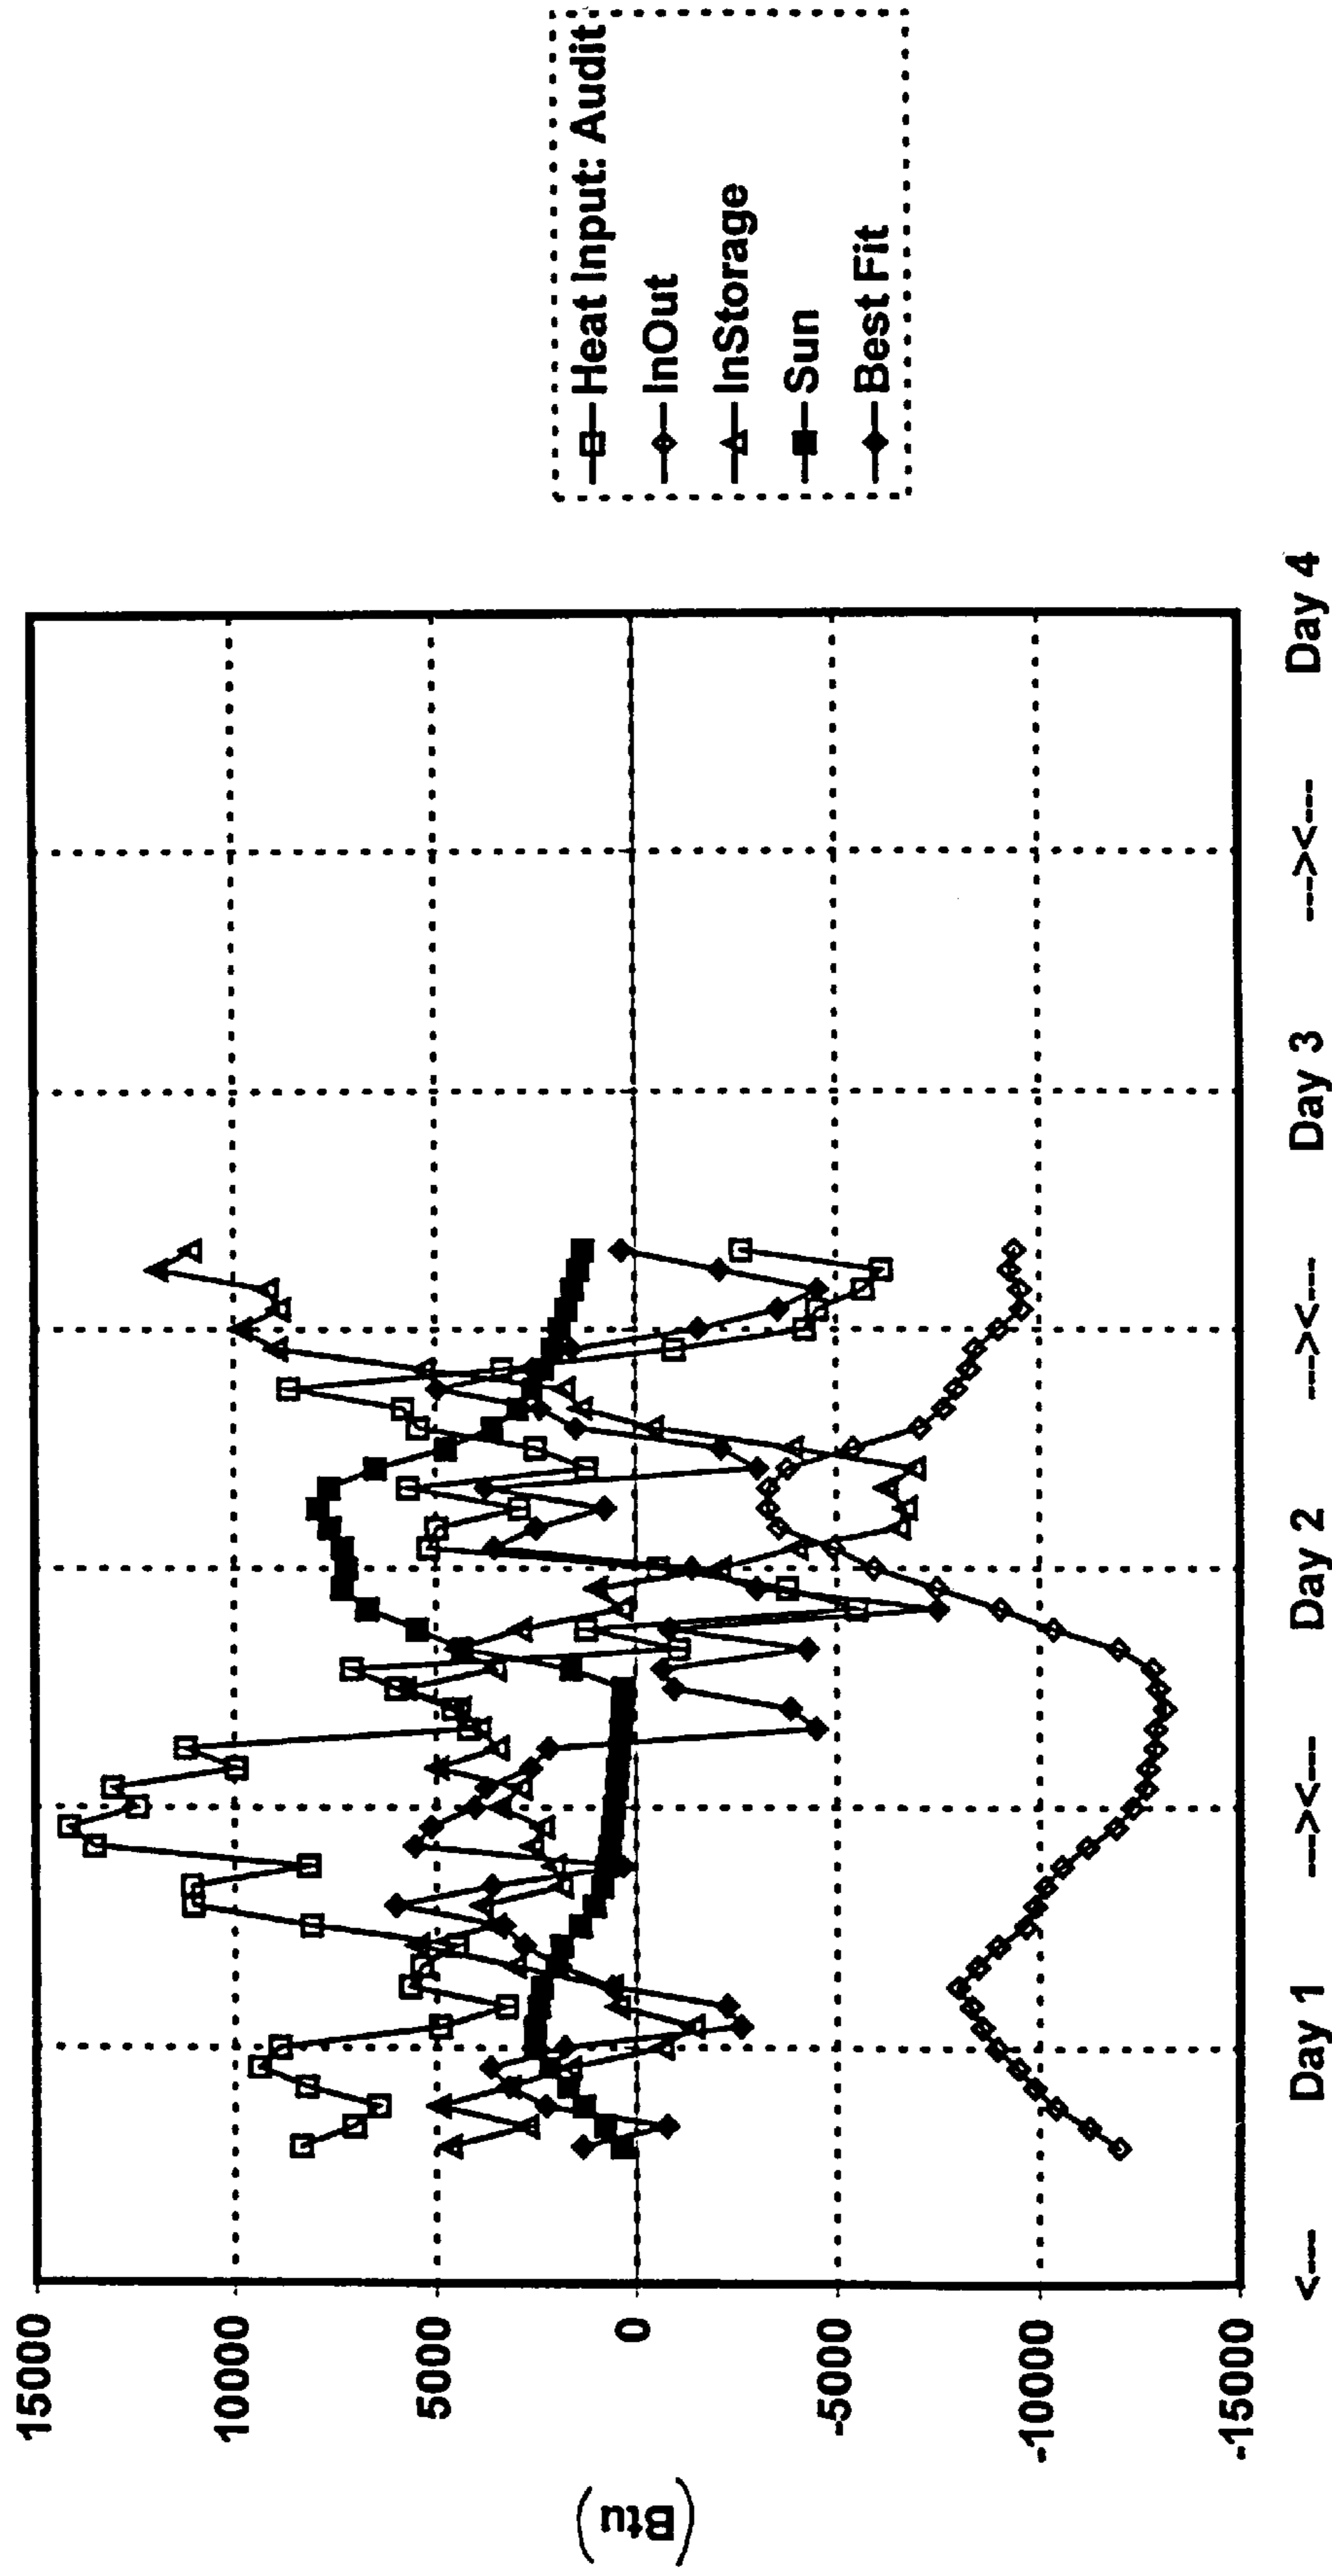 15000
10000
5000
0
-5000
-10000
-15000
(Btu)
<--- Day 1 ---><--- Day 2 ---><--- Day 3 ---><--- Day 4
Heat Input: Audit
InOut
InStorage
Sun
Best Fit